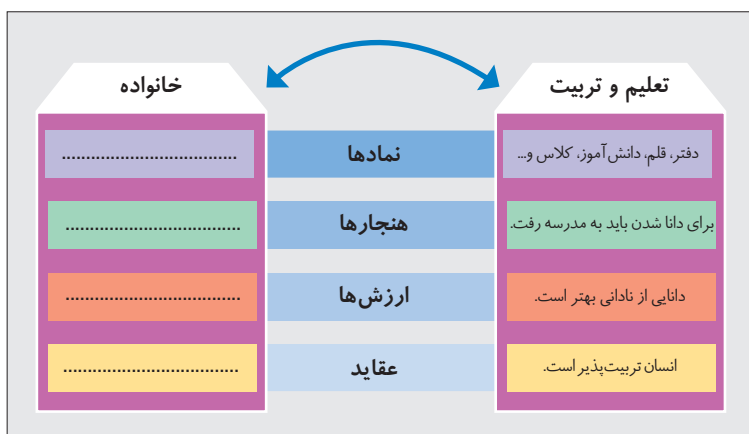 تعلیم و تربیت
خانواده
دفتر، قلم، دانش‌آموز، کلاس و...
نمادها
....................................
برای دانا شدن باید به مدرسه رفت.
هنجارها
....................................
دانایی از نادانی بهتر است.
ارزش‌ها
....................................
انسان تربیت‌پذیر است.
عقاید
....................................